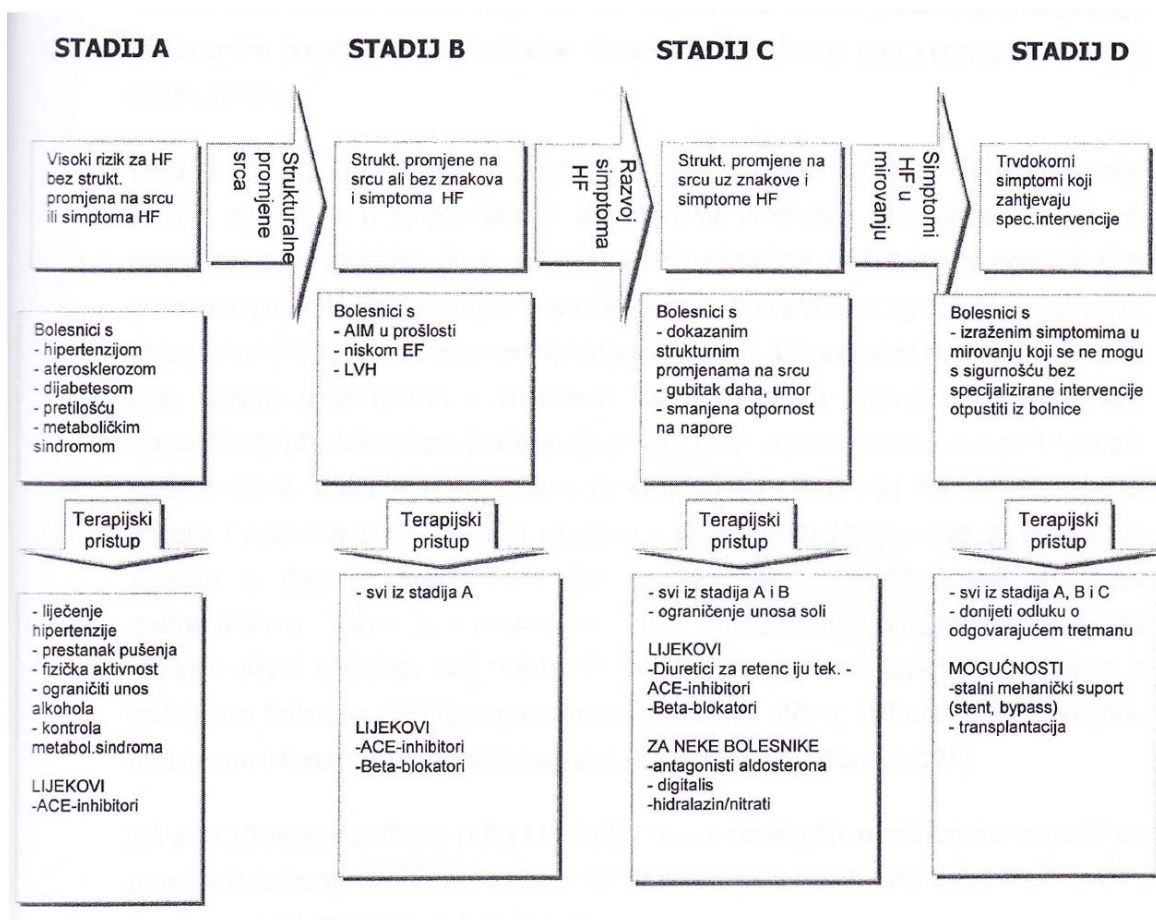 STADIJ A
STADIJ B
STADIJ C
STADIJ D
Visoki rizik za HF
bez strukt.
promjena na srcu
ili simptoma HF
Strukturalne
promjene
srca
Strukt. promjene na
srcu ali bez znakova
i simptoma HF
Razvoj
simptoma
HF
Strukt. promjene na
srcu uz znakove i
simptome HF
Simptomi
HF u
mirovanju
Trvdokorni
simptomi koji
zahtjevaju
spec.intervencije
Bolesnici s
- hipertenzijom
- aterosklerozom
- dijabetesom
- pretilošću
- metaboličkim
sindromom
Bolesnici s
- AIM u prošlosti
- niskom EF
- LVH
Bolesnici s
- dokazanim
strukturnim
promjenama na srcu
- gubitak daha, umor
- smanjena otpornost
na napore
Bolesnici s
- izraženim simptomima u
mirovanju koji se ne mogu
s sigurnošću bez
specijalizirane intervencije
otpustiti iz bolnice
Terapijski
pristup
Terapijski
pristup
Terapijski
pristup
Terapijski
pristup
- liječenje
hipertenzije
- prestanak pušenja
- fizička aktivnost
- ograničiti unos
alkohola
- kontrola
metabol.sindroma
LIJEKOVI
-ACE-inhibitori
- svi iz stadija A
LIJEKOVI
-ACE-inhibitori
-Beta-blokatori
- svi iz stadija A i B
- ograničenje unosa soli
LIJEKOVI
- Diuretici za retenciju tek.
ACE-inhibitori
- Beta-blokatori
ZA NEKE BOLESNIKE
- antagonisti aldosterona
- digitalis
-hidralazin/nitrati
- svi iz stadija A, B i C
- donijeti odluku o
odgovarajućem tretmanu
MOGUĆNOSTI
-stalni mehanički suport
(stent, bypass)
- transplantacija